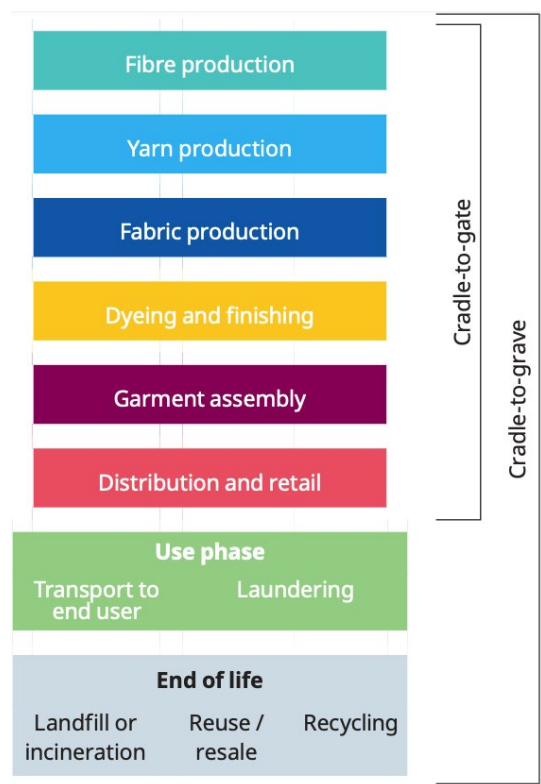 Fibre production
Yarn production
Fabric production
Dyeing and finishing
Garment assembly
Distribution and retail
Cradle-to-gate
Cradle-to-grave
Use phase
Transport to
end user
Laundering
End of life
Landfill or
incineration
Reuse /
resale
Recycling